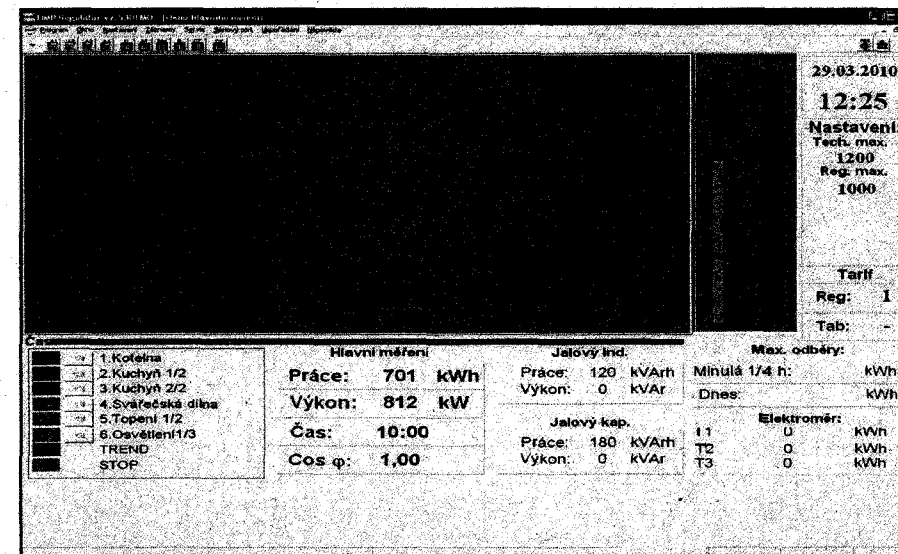 29.03.2010
12:25
Nastavení:
Tech. max.
1200
Reg. max.
1000
Tarif
Reg: 1
Tab: -
1.Kotelna
2.Kuchyň 1/2
3.Kuchyň 2/2
4.Svářečská dílna
5.Topení 1/2
6.Osvětlení1/3
TREND
STOP
Hlavní měření
Práce: 701 kWh
Výkon: 812 kW
Čas: 10:00
Cos φ: 1,00
Jalový ind.
Práce: 120 kVArh
Výkon: 0 kVAr
Jalový kap.
Práce: 180 kVArh
Výkon: 0 kVAr
Max. odběry:
Minulá 1/4 h: kWh
Dnes: kWh
Elektroměr:
T1 0 kWh
T2 0 kWh
T3 0 kWh